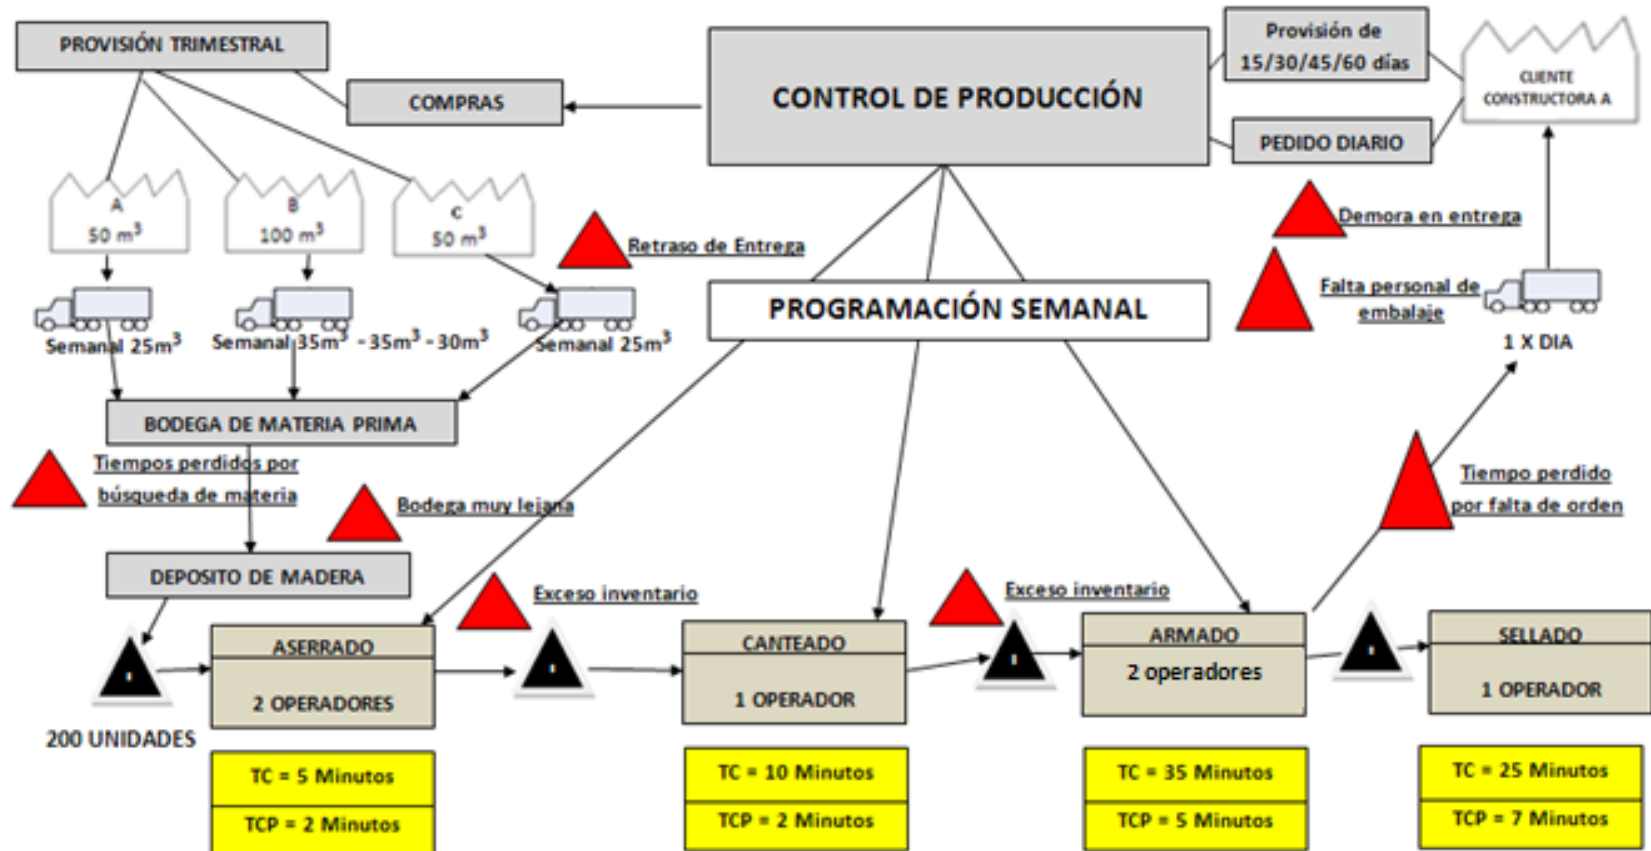 PROVISIÓN TRIMESTRAL
COMPRAS
CONTROL DE PRODUCCIÓN
Provisión de
15/30/45/60 días
PEDIDO DIARIO
CLIENTE
CONSTRUCTORA A
A
50 m³
B
100 m³
C
50 m³
Retraso de Entrega
Demora en entrega
Falta personal de
embalaje
1 X DIA
Semanal 25m³
Semanal 35m³ - 35m³ - 30m³
Semanal 25m³
PROGRAMACIÓN SEMANAL
BODEGA DE MATERIA PRIMA
Tiempos perdidos por
búsqueda de materia
Bodega muy lejana
Tiempo perdido
por falta de orden
DEPOSITO DE MADERA
Exceso inventario
Exceso inventario
200 UNIDADES
ASERRADO
2 OPERADORES
TC = 5 Minutos
TCP = 2 Minutos
CANTEADO
1 OPERADOR
TC = 10 Minutos
TCP = 2 Minutos
ARMADO
2 operadores
TC = 35 Minutos
TCP = 5 Minutos
SELLADO
1 OPERADOR
TC = 25 Minutos
TCP = 7 Minutos